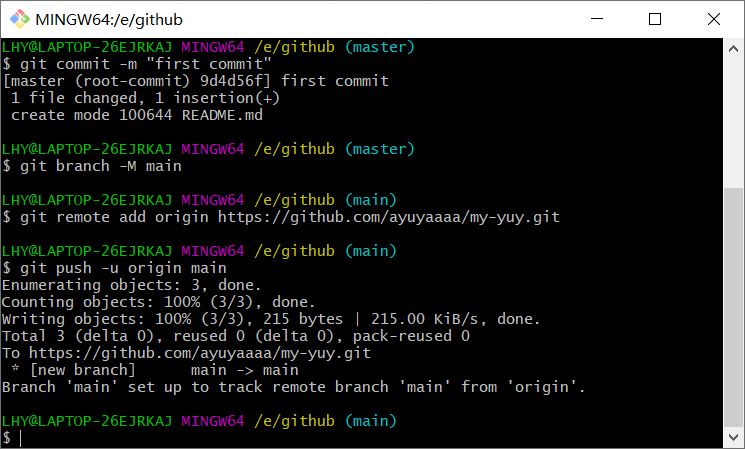 MINGW64:/e/github
LHY@LAPTOP-26EJRKAJ MINGW64 /e/github (master)
$ git commit -m "first commit"
[master (root-commit) 9d4d56f] first commit
 1 file changed, 1 insertion(+)
 create mode 100644 README.md
LHY@LAPTOP-26EJRKAJ MINGW64 /e/github (master)
$ git branch -M main
LHY@LAPTOP-26EJRKAJ MINGW64 /e/github (main)
$ git remote add origin https://github.com/ayuyaaaa/my-yuy.git
LHY@LAPTOP-26EJRKAJ MINGW64 /e/github (main)
$ git push -u origin main
Enumerating objects: 3, done.
Counting objects: 100% (3/3), done.
Writing objects: 100% (3/3), 215 bytes | 215.00 KiB/s, done.
Total 3 (delta 0), reused 0 (delta 0), pack-reused 0
To https://github.com/ayuyaaaa/my-yuy.git
 * [new branch]      main -> main
Branch 'main' set up to track remote branch 'main' from 'origin'.
LHY@LAPTOP-26EJRKAJ MINGW64 /e/github (main)
$